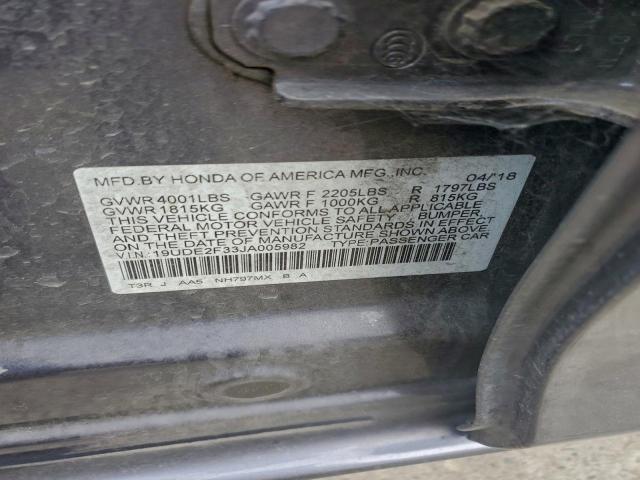 MFD.BY HONDA OF AMERICA MFG.,INC. 04/'18
GVWR 4001LBS GAWR F 2205LBS R 1797LBS
GVWR 1815KG GAWR F 1000KG R 815KG
THIS VEHICLE CONFORMS TO ALL APPLICABLE
FEDERAL MOTOR VEHICLE SAFETY, BUMPER,
AND THEFT PREVENTION STANDARDS IN EFFECT
ON THE DATE OF MANUFACTURE SHOWN ABOVE.
V.I.N: 19UDE2F33JA005982 TYPE:PASSENGER CAR
T3R J AA5 NH797MX B A